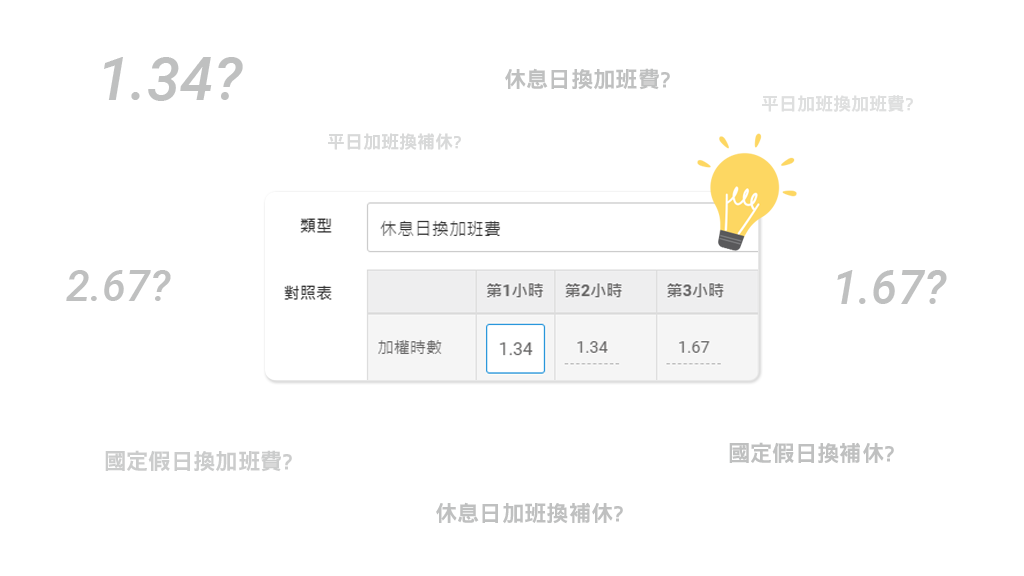 1.34?
休息日換加班費?
平日加班換加班費?
平日加班換補休?
類型
休息日換加班費
2.67?
1.67?
對照表
第1小時 第2小時 第3小時
加權時數 1.34 1.34 1.67
國定假日換加班費?
國定假日換補休?
休息日加班換補休?